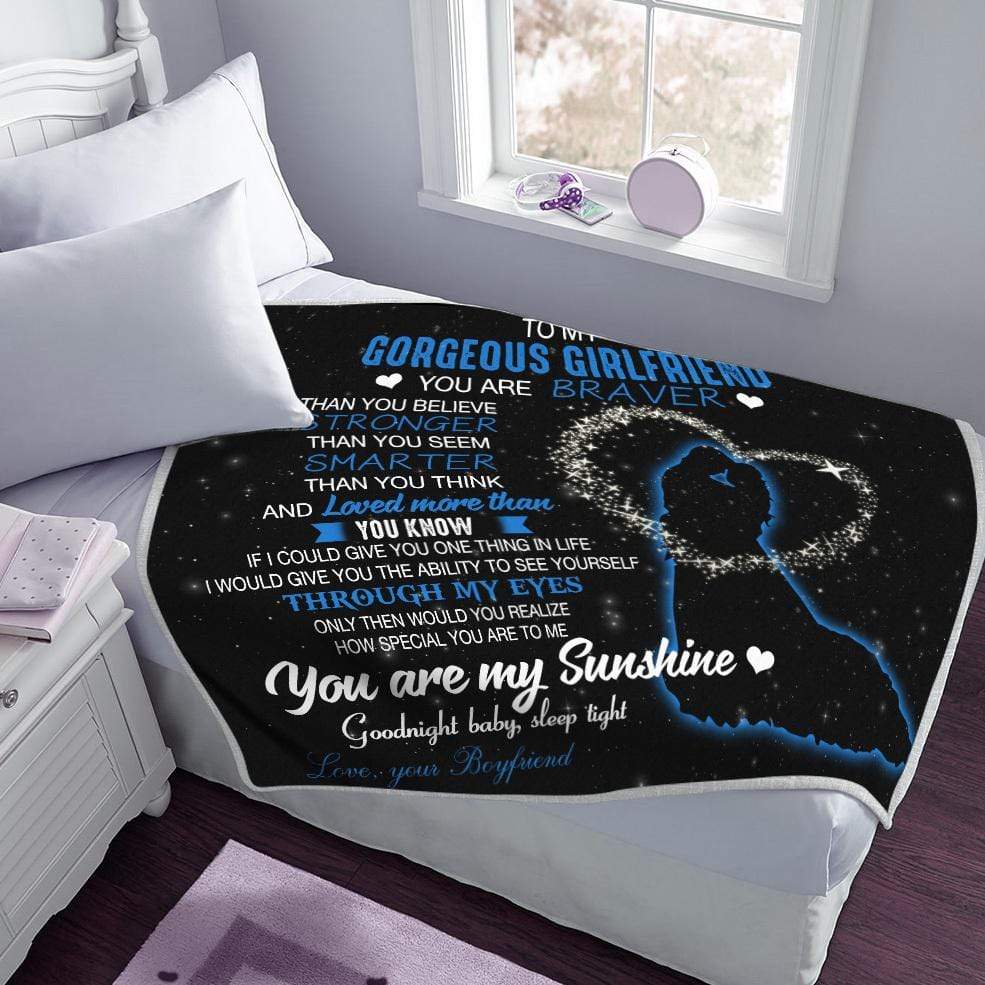 TO MY
GORGEOUS GIRLFRIEND
YOU ARE BRAVER
THAN YOU BELIEVE
STRONGER
THAN YOU SEEM
SMARTER
THAN YOU THINK
AND Loved more than
YOU KNOW
IF I COULD GIVE YOU ONE THING IN LIFE
I WOULD GIVE YOU THE ABILITY TO SEE YOURSELF
THROUGH MY EYES
ONLY THEN WOULD YOU REALIZE
HOW SPECIAL YOU ARE TO ME
You are my Sunshine
Goodnight baby, sleep tight
Love, your Boyfriend